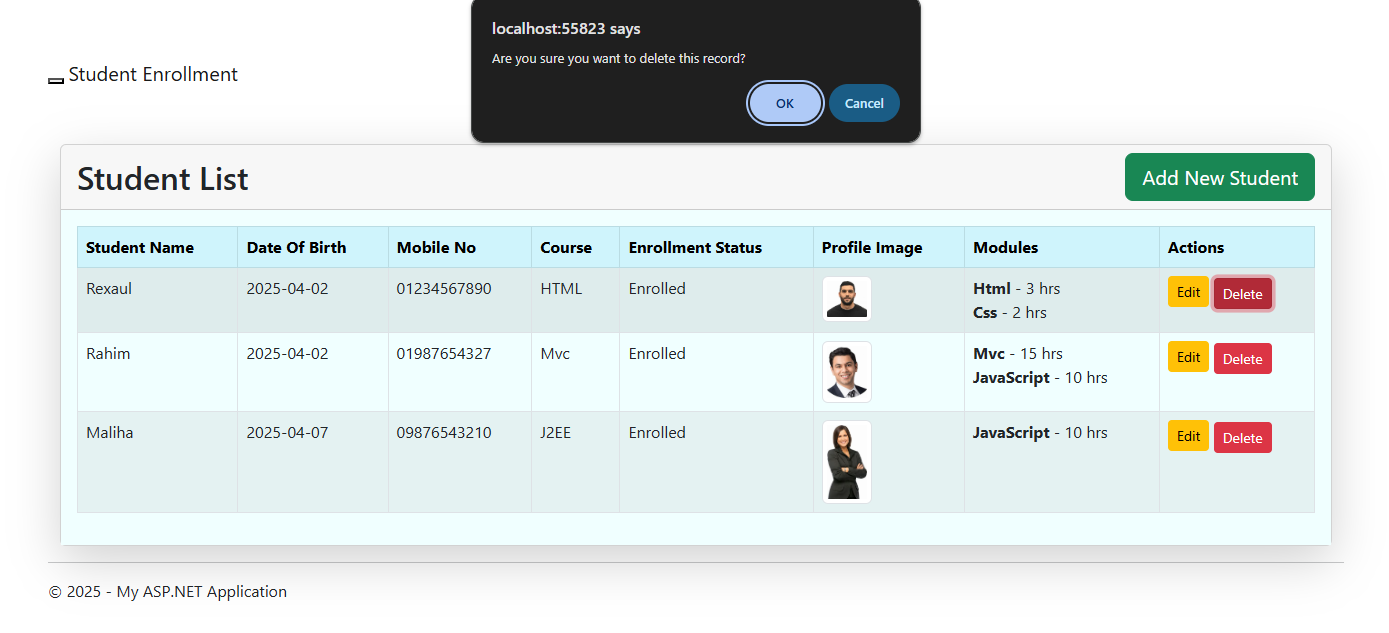 localhost:55823 says
Are you sure you want to delete this record?
OK Cancel
Student Enrollment
Student List Add New Student
Student Name Date Of Birth Mobile No Course Enrollment Status Profile Image Modules Actions
Rexaul 2025-04-02 01234567890 HTML Enrolled Html - 3 hrs Edit Delete
Css - 2 hrs
Rahim 2025-04-02 01987654327 Mvc Enrolled Mvc - 15 hrs Edit Delete
JavaScript - 10 hrs
Maliha 2025-04-07 09876543210 J2EE Enrolled JavaScript - 10 hrs Edit Delete
© 2025 - My ASP.NET Application